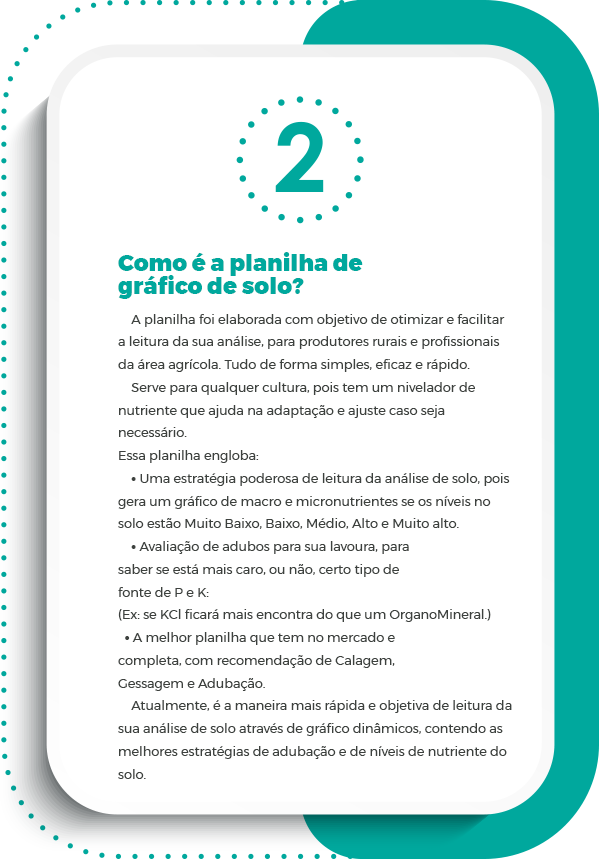 2
Como é a planilha de
gráfico de solo?
A planilha foi elaborada com objetivo de otimizar e facilitar
a leitura da sua análise, para produtores rurais e profissionais
da área agrícola. Tudo de forma simples, eficaz e rápido.
Serve para qualquer cultura, pois tem um nivelador de
nutriente que ajuda na adaptação e ajuste caso seja
necessário.
Essa planilha engloba:
• Uma estratégia poderosa de leitura da análise de solo, pois
gera um gráfico de macro e micronutrientes se os níveis no
solo estão Muito Baixo, Baixo, Médio, Alto e Muito alto.
• Avaliação de adubos para sua lavoura, para
saber se está mais caro, ou não, certo tipo de
fonte de P e K:
(Ex: se KCl ficará mais encontra do que um OrganoMineral.)
• A melhor planilha que tem no mercado e
completa, com recomendação de Calagem,
Gessagem e Adubação.
Atualmente, é a maneira mais rápida e objetiva de leitura da
sua análise de solo através de gráfico dinâmicos, contendo as
melhores estratégias de adubação e de níveis de nutriente do
solo.